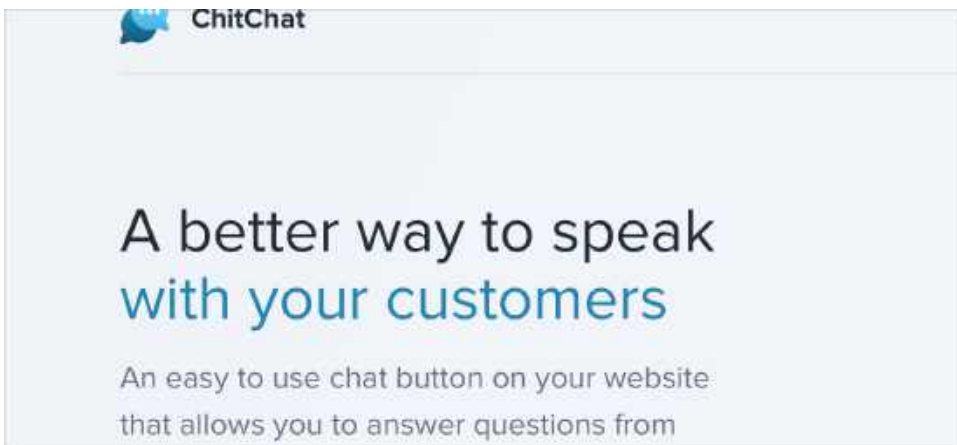 ChitChat
A better way to speak
with your customers
An easy to use chat button on your website
that allows you to answer questions from